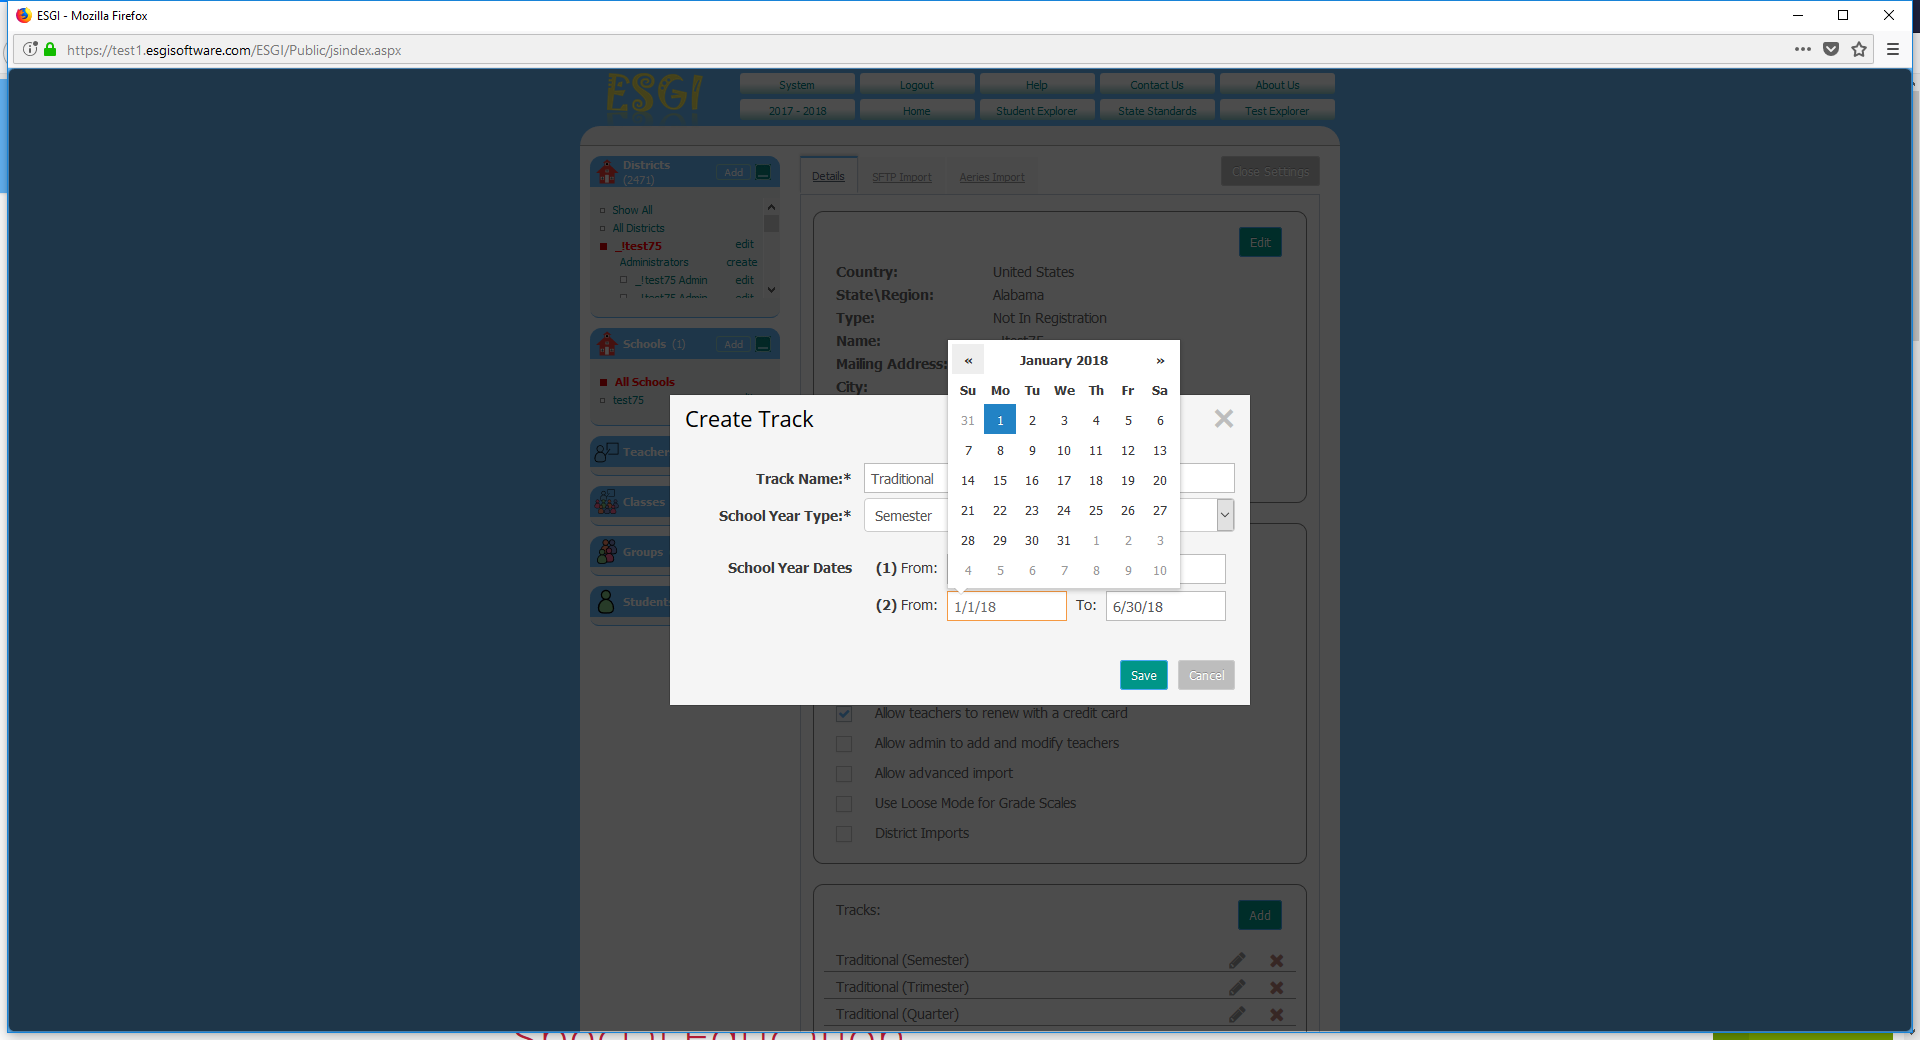 ESGI - Mozilla Firefox
https://test1.esgisoftware.com/ESGI/Public/jsindex.aspx
ESGI
System
Logout
Help
Contact Us
About Us
2017 - 2018
Home
Student Explorer
State Standards
Test Explorer
Districts
(2471)
Add
Show All
All Districts
_!test75
edit
Administrators
create
_!test75 Admin
edit
_!test75 Admin
edit
Schools (1)
Add
All Schools
test75
Teacher
Classes
Groups
Students
Details
SFTP Import
Aeries Import
Close Settings
Edit
Country:
United States
State\Region:
Alabama
Type:
Not In Registration
Name:
_!test75
Mailing Address:
City:
Create Track
Track Name:*
Traditional
School Year Type:*
Semester
School Year Dates
(1) From:
(2) From:
1/1/18
To:
6/30/18
Save
Cancel
« January 2018 »
Su Mo Tu We Th Fr Sa
31 1 2 3 4 5 6
7 8 9 10 11 12 13
14 15 16 17 18 19 20
21 22 23 24 25 26 27
28 29 30 31 1 2 3
4 5 6 7 8 9 10
Allow teachers to renew with a credit card
Allow admin to add and modify teachers
Allow advanced import
Use Loose Mode for Grade Scales
District Imports
Tracks:
Add
Traditional (Semester)
Traditional (Trimester)
Traditional (Quarter)
Special Education